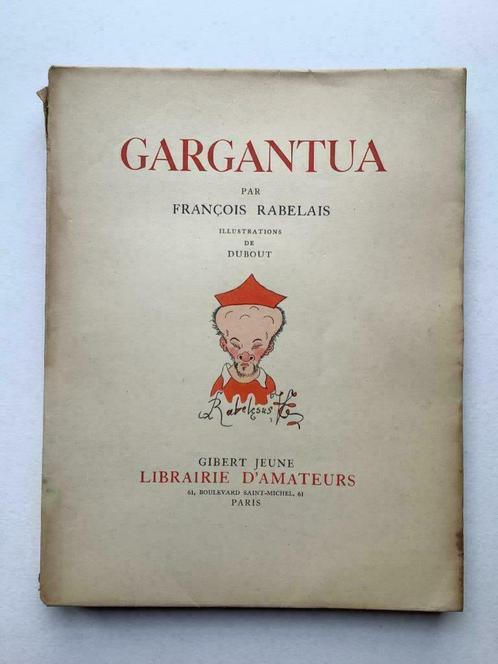 GARGANTUA
PAR
FRANÇOIS RABELAIS
ILLUSTRATIONS
DE
DUBOUT
Rabelesus
GIBERT JEUNE
LIBRAIRIE D'AMATEURS
61, BOULEVARD SAINT-MICHEL, 61
PARIS